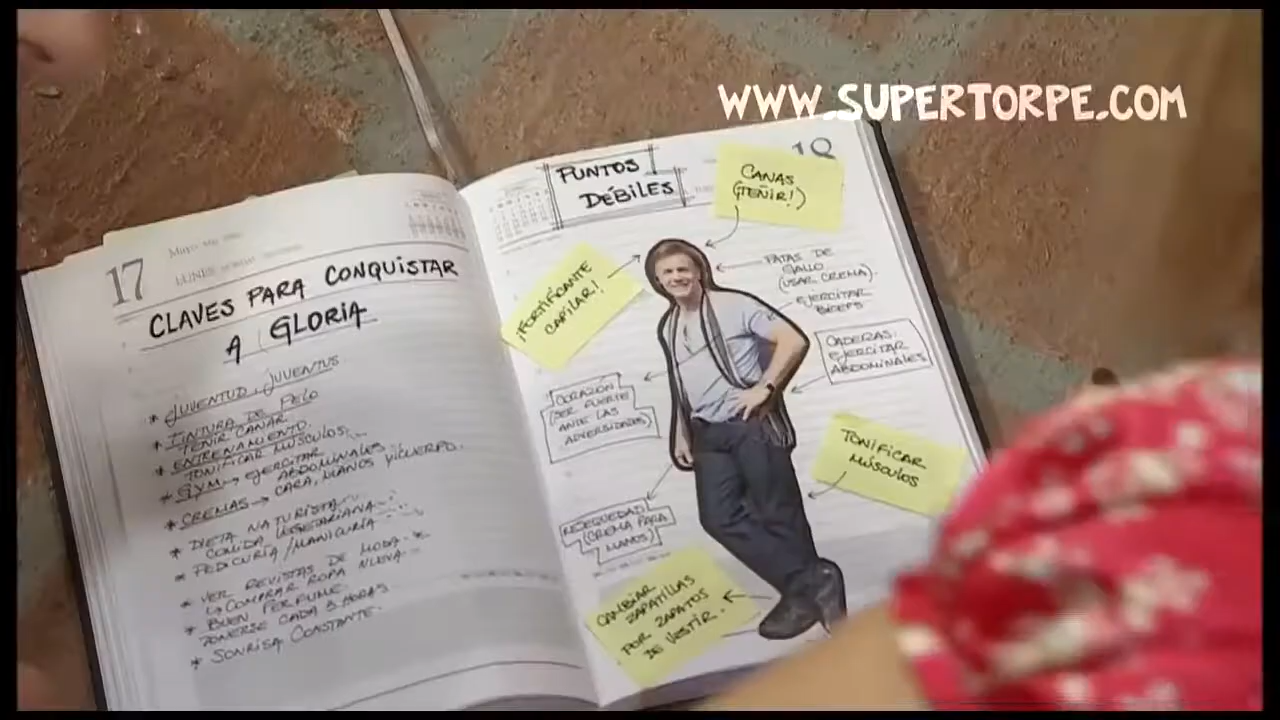 WWW.SUPERTORPE.COM
17
CLAVES PARA CONQUISTAR
A GLORIA
* JUVENTUD, JUVENTUS
* TINTURA DE PELO
TEÑIR CANAS
* ENTRENAMIENTO
TONIFICAR MÚSCULOS
* GYM → EJERCITAR
ABDOMINALES
* CREMAS → CARA, MANOS Y CUERPO.
* DIETA NATURISTA
COMIDA VEGETARIANA
* PEDICURIA/MANICURIA
* VER REVISTAS DE MODA
↳ COMPRAR ROPA NUEVA
* BUEN PERFUME.
PONERSE CADA 3 HORAS
* SONRISA CONSTANTE.
PUNTOS
DÉBILES
18
CANAS
(¡TEÑIR!)
¡FORTIFICANTE
CAPILAR!
PATAS DE
GALLO
(USAR CREMA).
EJERCITAR
BÍCEPS
CADERAS:
EJERCITAR
ABDOMINALES
CORAZÓN
(SER FUERTE
ANTE LAS
ADVERSIDADES)
TONIFICAR
MÚSCULOS
RESEQUEDAD
(CREMA PARA
MANOS)
CAMBIAR
ZAPATILLAS
POR ZAPATOS
DE VESTIR.